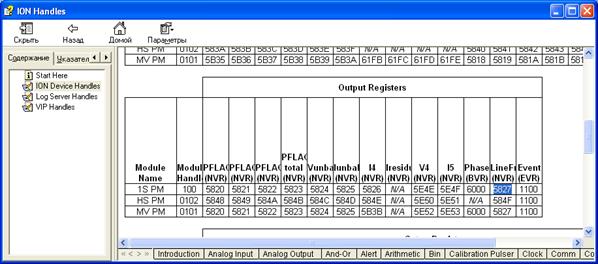 ION Handles
Скрыть Назад Домой Параметры
Содержание Указател
Start Here
ION Device Handles
Log Server Handles
VIP Handles
HS PM 0102 583A 583B 583C 583D 583E 583F N/A N/A N/A N/A 5840 5841 5842 5843
MV PM 0101 5B35 5B36 5B37 5B38 5B39 5B3A 61FB 61FC 61FD 61FE 5818 5819 581A 581B
Output Registers
PFLAG PFLAG PFLAG PFLAG total Vunba Iunbal I4 Iresidu V4 I5 Phase LineFr Event
Module Name Modul Handl (NVR) (NVR) (NVR) (NVR) (NVR) (NVR) (NVR) (NVR) (NVR) (NVR) (BVR) (NVR) (EVR)
1S PM 100 5820 5821 5822 5823 5824 5825 5826 N/A 5E4E 5E4F 6000 5827 1100
HS PM 0102 5848 5849 584A 584B 584C 584D 584E N/A 5E50 5E51 N/A 584F 1100
MV PM 0101 5820 5821 5822 5823 5824 5825 5B3B N/A 5E52 5E53 6000 5827 1100
Introduction Analog Input Analog Output And-Or Alert Arithmetic Bin Calibration Pulser Clock Comm Co